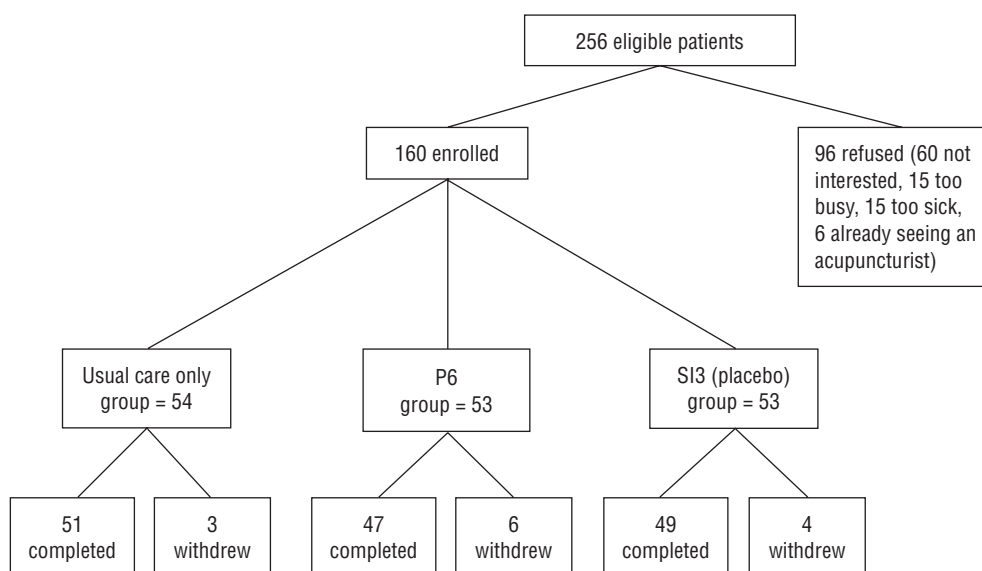 256 eligible patients
160 enrolled
96 refused (60 not
interested, 15 too
busy, 15 too sick,
6 already seeing an
acupuncturist)
Usual care only
group = 54
P6
group = 53
SI3 (placebo)
group = 53
51
completed
3
withdrew
47
completed
6
withdrew
49
completed
4
withdrew